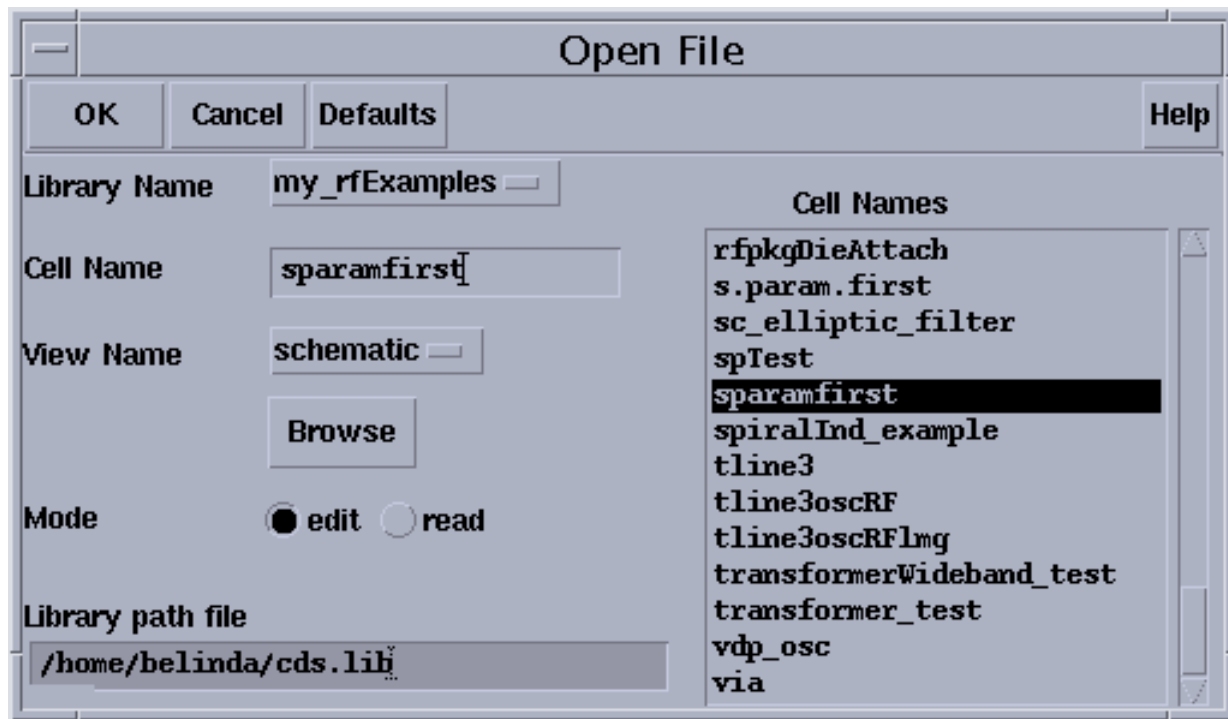 Open File
OK Cancel Defaults Help
Library Name my_rfExamples
Cell Name sparamfirst
View Name schematic
Browse
Mode edit read
Library path file
/home/belinda/cds.lib
Cell Names
rfpkgDieAttach
s.param.first
sc_elliptic_filter
spTest
sparamfirst
spiralInd_example
tline3
tline3oscRF
tline3oscRFlmg
transformerWideband_test
transformer_test
vdp_osc
via